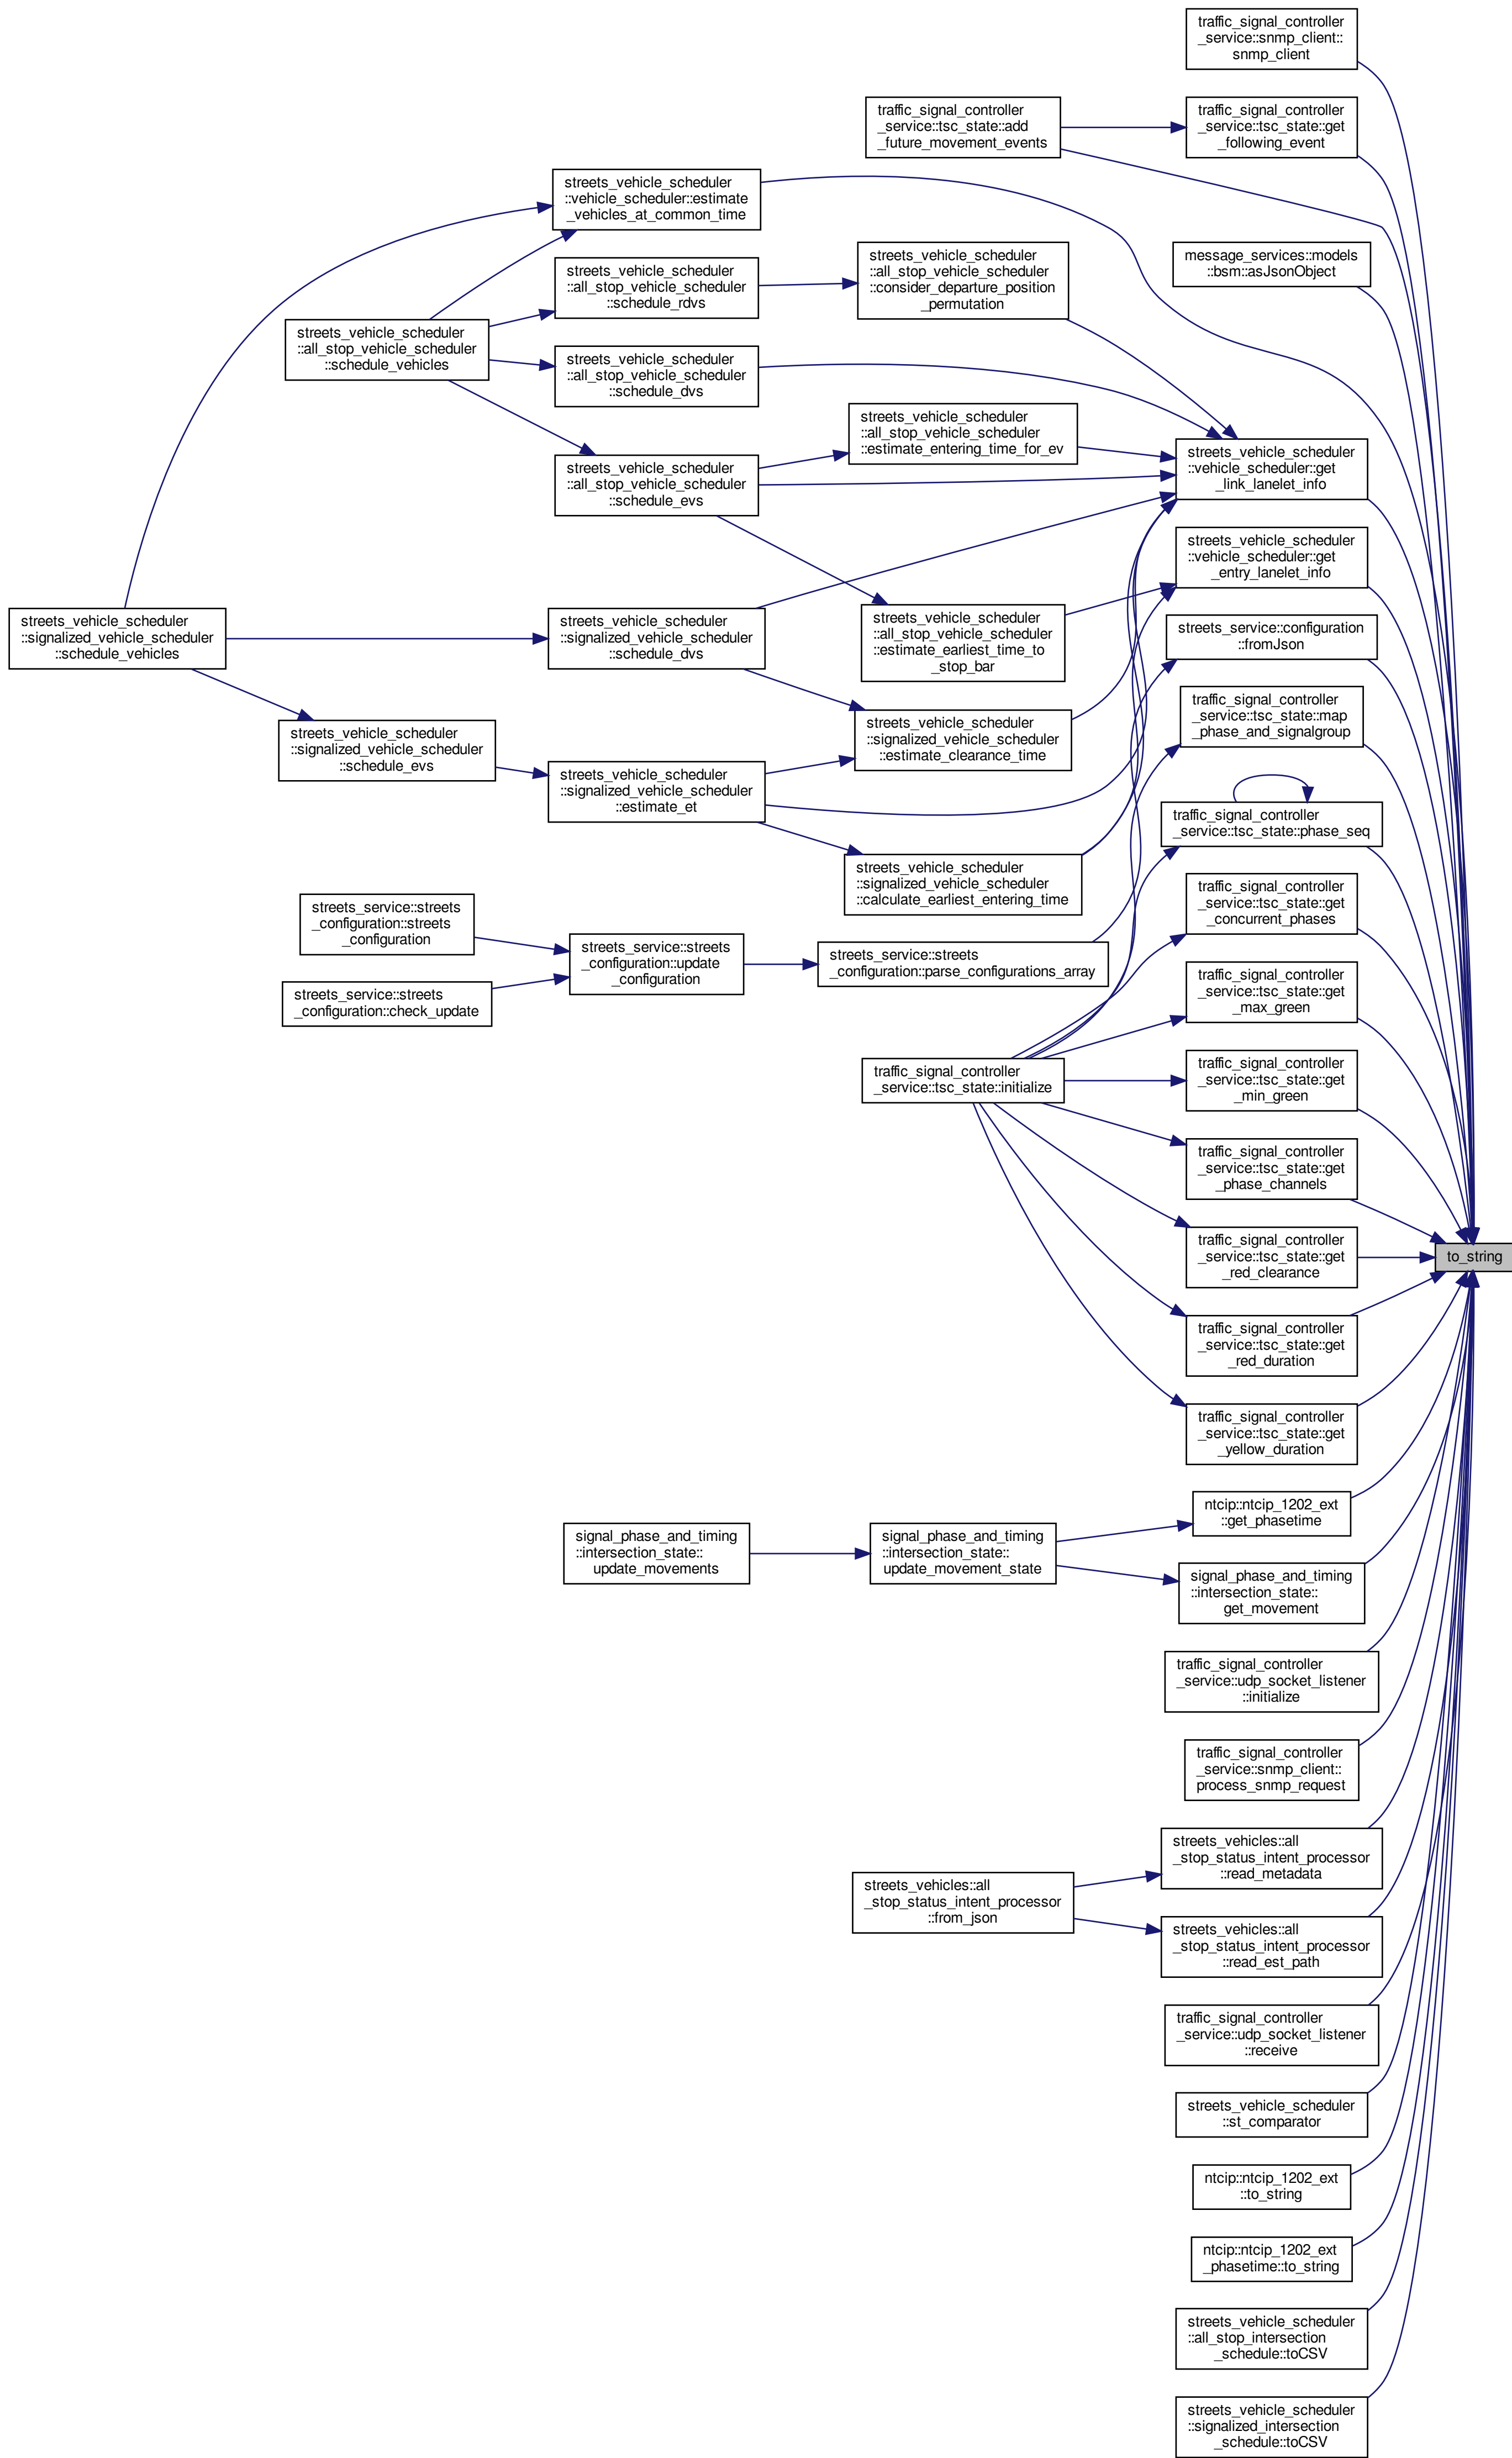 traffic_signal_controller
_service::snmp_client::
snmp_client
traffic_signal_controller
_service::tsc_state::add
_future_movement_events
traffic_signal_controller
_service::tsc_state::get
_following_event
streets_vehicle_scheduler
::vehicle_scheduler::estimate
_vehicles_at_common_time
message_services::models
::bsm::asJsonObject
streets_vehicle_scheduler
::all_stop_vehicle_scheduler
::schedule_rdvs
streets_vehicle_scheduler
::all_stop_vehicle_scheduler
::consider_departure_position
_permutation
streets_vehicle_scheduler
::all_stop_vehicle_scheduler
::schedule_vehicles
streets_vehicle_scheduler
::all_stop_vehicle_scheduler
::schedule_dvs
streets_vehicle_scheduler
::all_stop_vehicle_scheduler
::estimate_entering_time_for_ev
streets_vehicle_scheduler
::vehicle_scheduler::get
_link_lanelet_info
streets_vehicle_scheduler
::all_stop_vehicle_scheduler
::schedule_evs
streets_vehicle_scheduler
::vehicle_scheduler::get
_entry_lanelet_info
streets_vehicle_scheduler
::signalized_vehicle_scheduler
::schedule_vehicles
streets_vehicle_scheduler
::signalized_vehicle_scheduler
::schedule_dvs
streets_vehicle_scheduler
::all_stop_vehicle_scheduler
::estimate_earliest_time_to
_stop_bar
streets_service::configuration
::fromJson
traffic_signal_controller
_service::tsc_state::map
_phase_and_signalgroup
streets_vehicle_scheduler
::signalized_vehicle_scheduler
::schedule_evs
streets_vehicle_scheduler
::signalized_vehicle_scheduler
::estimate_clearance_time
streets_vehicle_scheduler
::signalized_vehicle_scheduler
::estimate_et
traffic_signal_controller
_service::tsc_state::phase_seq
streets_vehicle_scheduler
::signalized_vehicle_scheduler
::calculate_earliest_entering_time
traffic_signal_controller
_service::tsc_state::get
_concurrent_phases
streets_service::streets
_configuration::streets
_configuration
streets_service::streets
_configuration::update
_configuration
streets_service::streets
_configuration::parse_configurations_array
streets_service::streets
_configuration::check_update
traffic_signal_controller
_service::tsc_state::get
_max_green
traffic_signal_controller
_service::tsc_state::initialize
traffic_signal_controller
_service::tsc_state::get
_min_green
traffic_signal_controller
_service::tsc_state::get
_phase_channels
traffic_signal_controller
_service::tsc_state::get
_red_clearance
to_string
traffic_signal_controller
_service::tsc_state::get
_red_duration
traffic_signal_controller
_service::tsc_state::get
_yellow_duration
ntcip::ntcip_1202_ext
::get_phasetime
signal_phase_and_timing
::intersection_state::
update_movements
signal_phase_and_timing
::intersection_state::
update_movement_state
signal_phase_and_timing
::intersection_state::
get_movement
traffic_signal_controller
_service::udp_socket_listener
::initialize
traffic_signal_controller
_service::snmp_client::
process_snmp_request
streets_vehicles::all
_stop_status_intent_processor
::read_metadata
streets_vehicles::all
_stop_status_intent_processor
::from_json
streets_vehicles::all
_stop_status_intent_processor
::read_est_path
traffic_signal_controller
_service::udp_socket_listener
::receive
streets_vehicle_scheduler
::st_comparator
ntcip::ntcip_1202_ext
::to_string
ntcip::ntcip_1202_ext
_phasetime::to_string
streets_vehicle_scheduler
::all_stop_intersection
_schedule::toCSV
streets_vehicle_scheduler
::signalized_intersection
_schedule::toCSV